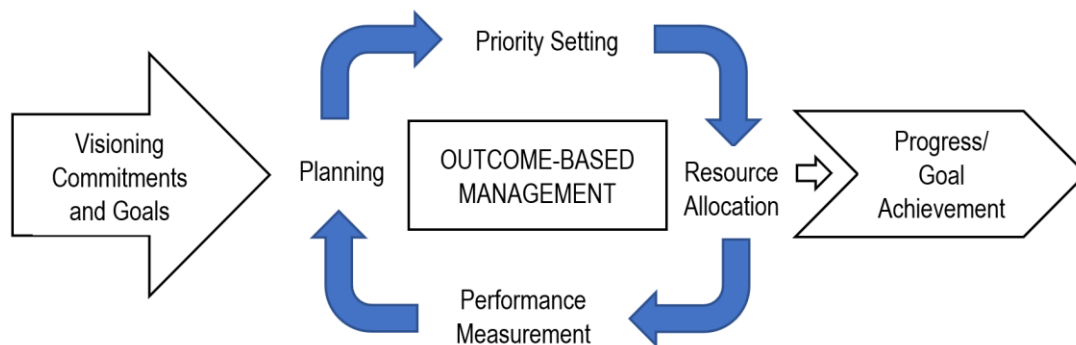 Visioning
Commitments
and Goals
Planning
Priority Setting
OUTCOME-BASED
MANAGEMENT
Resource
Allocation
Performance
Measurement
Progress/
Goal
Achievement